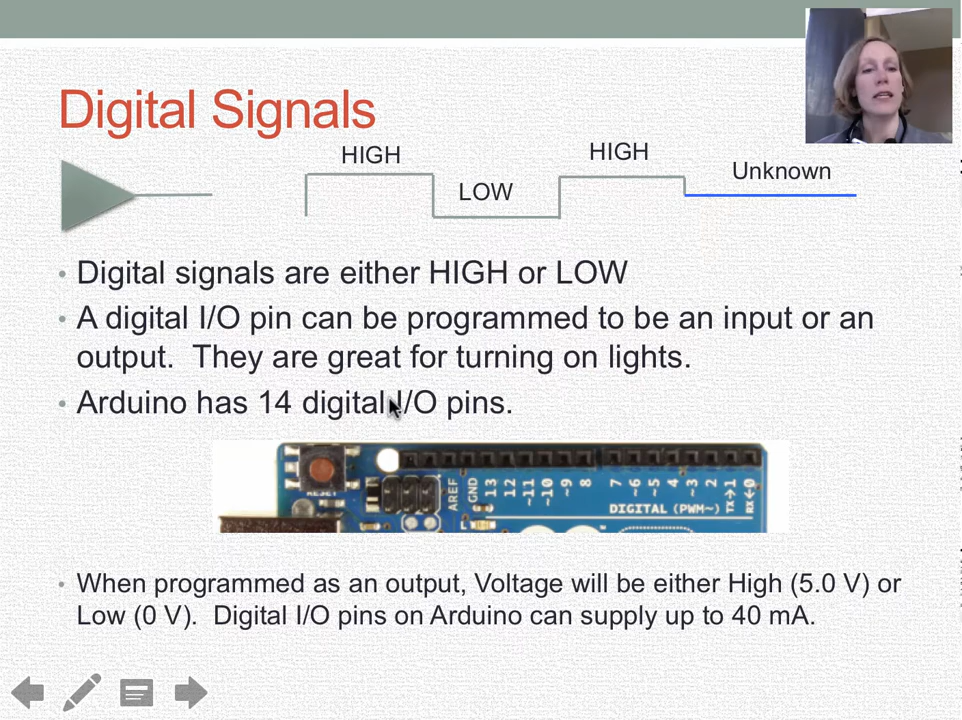 Digital Signals
HIGH
HIGH
LOW
Unknown
• Digital signals are either HIGH or LOW
• A digital I/O pin can be programmed to be an input or an
output. They are great for turning on lights.
• Arduino has 14 digital I/O pins.
RESET
AREF
GND
13
12
~11
~10
~9
8
7
~6
~5
4
~3
2
TX→1
RX←0
L
DIGITAL (PWM~)
• When programmed as an output, Voltage will be either High (5.0 V) or
Low (0 V). Digital I/O pins on Arduino can supply up to 40 mA.